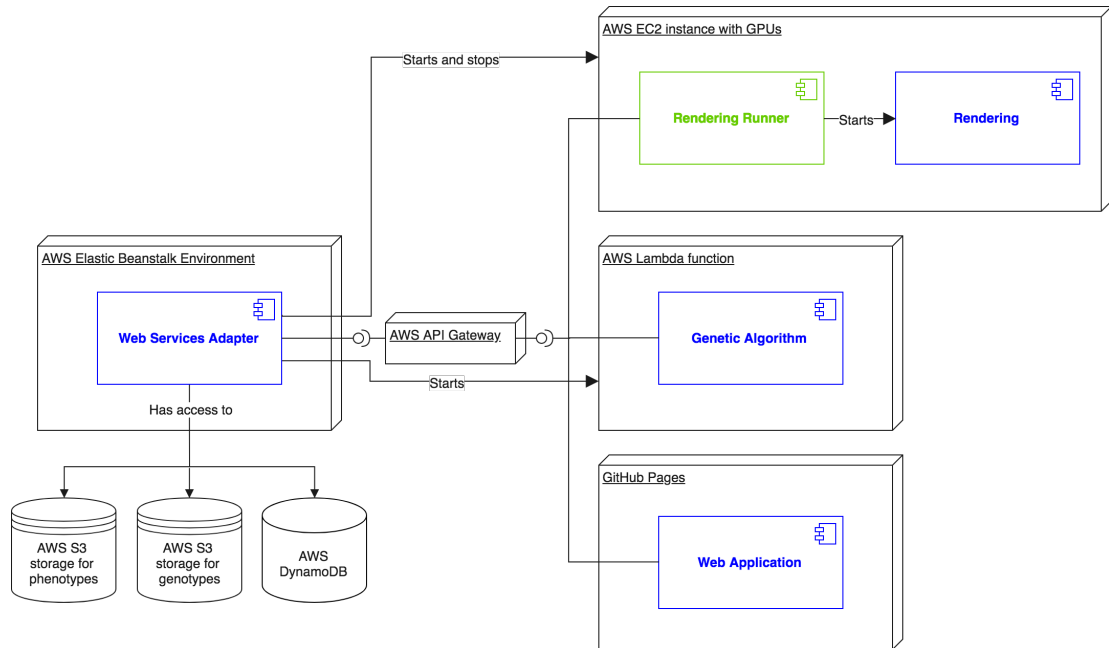 AWS EC2 instance with GPUs
Starts and stops
Rendering Runner
Starts
Rendering
AWS Elastic Beanstalk Environment
AWS Lambda function
Web Services Adapter
AWS API Gateway
Genetic Algorithm
Starts
Has access to
GitHub Pages
AWS S3
storage for
phenotypes
AWS S3
storage for
genotypes
AWS
DynamoDB
Web Application